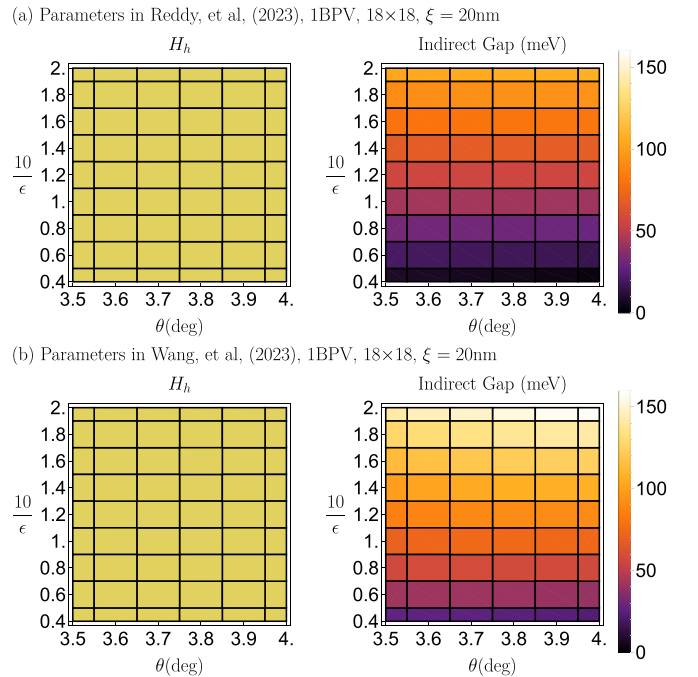 (a) Parameters in Reddy, et al, (2023), 1BPV, 18×18, ξ = 20nm
H_h Indirect Gap (meV)
2. 2. 150
1.8 1.8
1.6 1.6
1.4 1.4 100
10/ϵ 1.2 10/ϵ 1.2
1. 1. 50
0.8 0.8
0.6 0.6
0.4 0.4 0
3.5 3.6 3.7 3.8 3.9 4. 3.5 3.6 3.7 3.8 3.9 4.
θ(deg) θ(deg)
(b) Parameters in Wang, et al, (2023), 1BPV, 18×18, ξ = 20nm
H_h Indirect Gap (meV)
2. 2. 150
1.8 1.8
1.6 1.6
1.4 1.4 100
10/ϵ 1.2 10/ϵ 1.2
1. 1. 50
0.8 0.8
0.6 0.6
0.4 0.4 0
3.5 3.6 3.7 3.8 3.9 4. 3.5 3.6 3.7 3.8 3.9 4.
θ(deg) θ(deg)